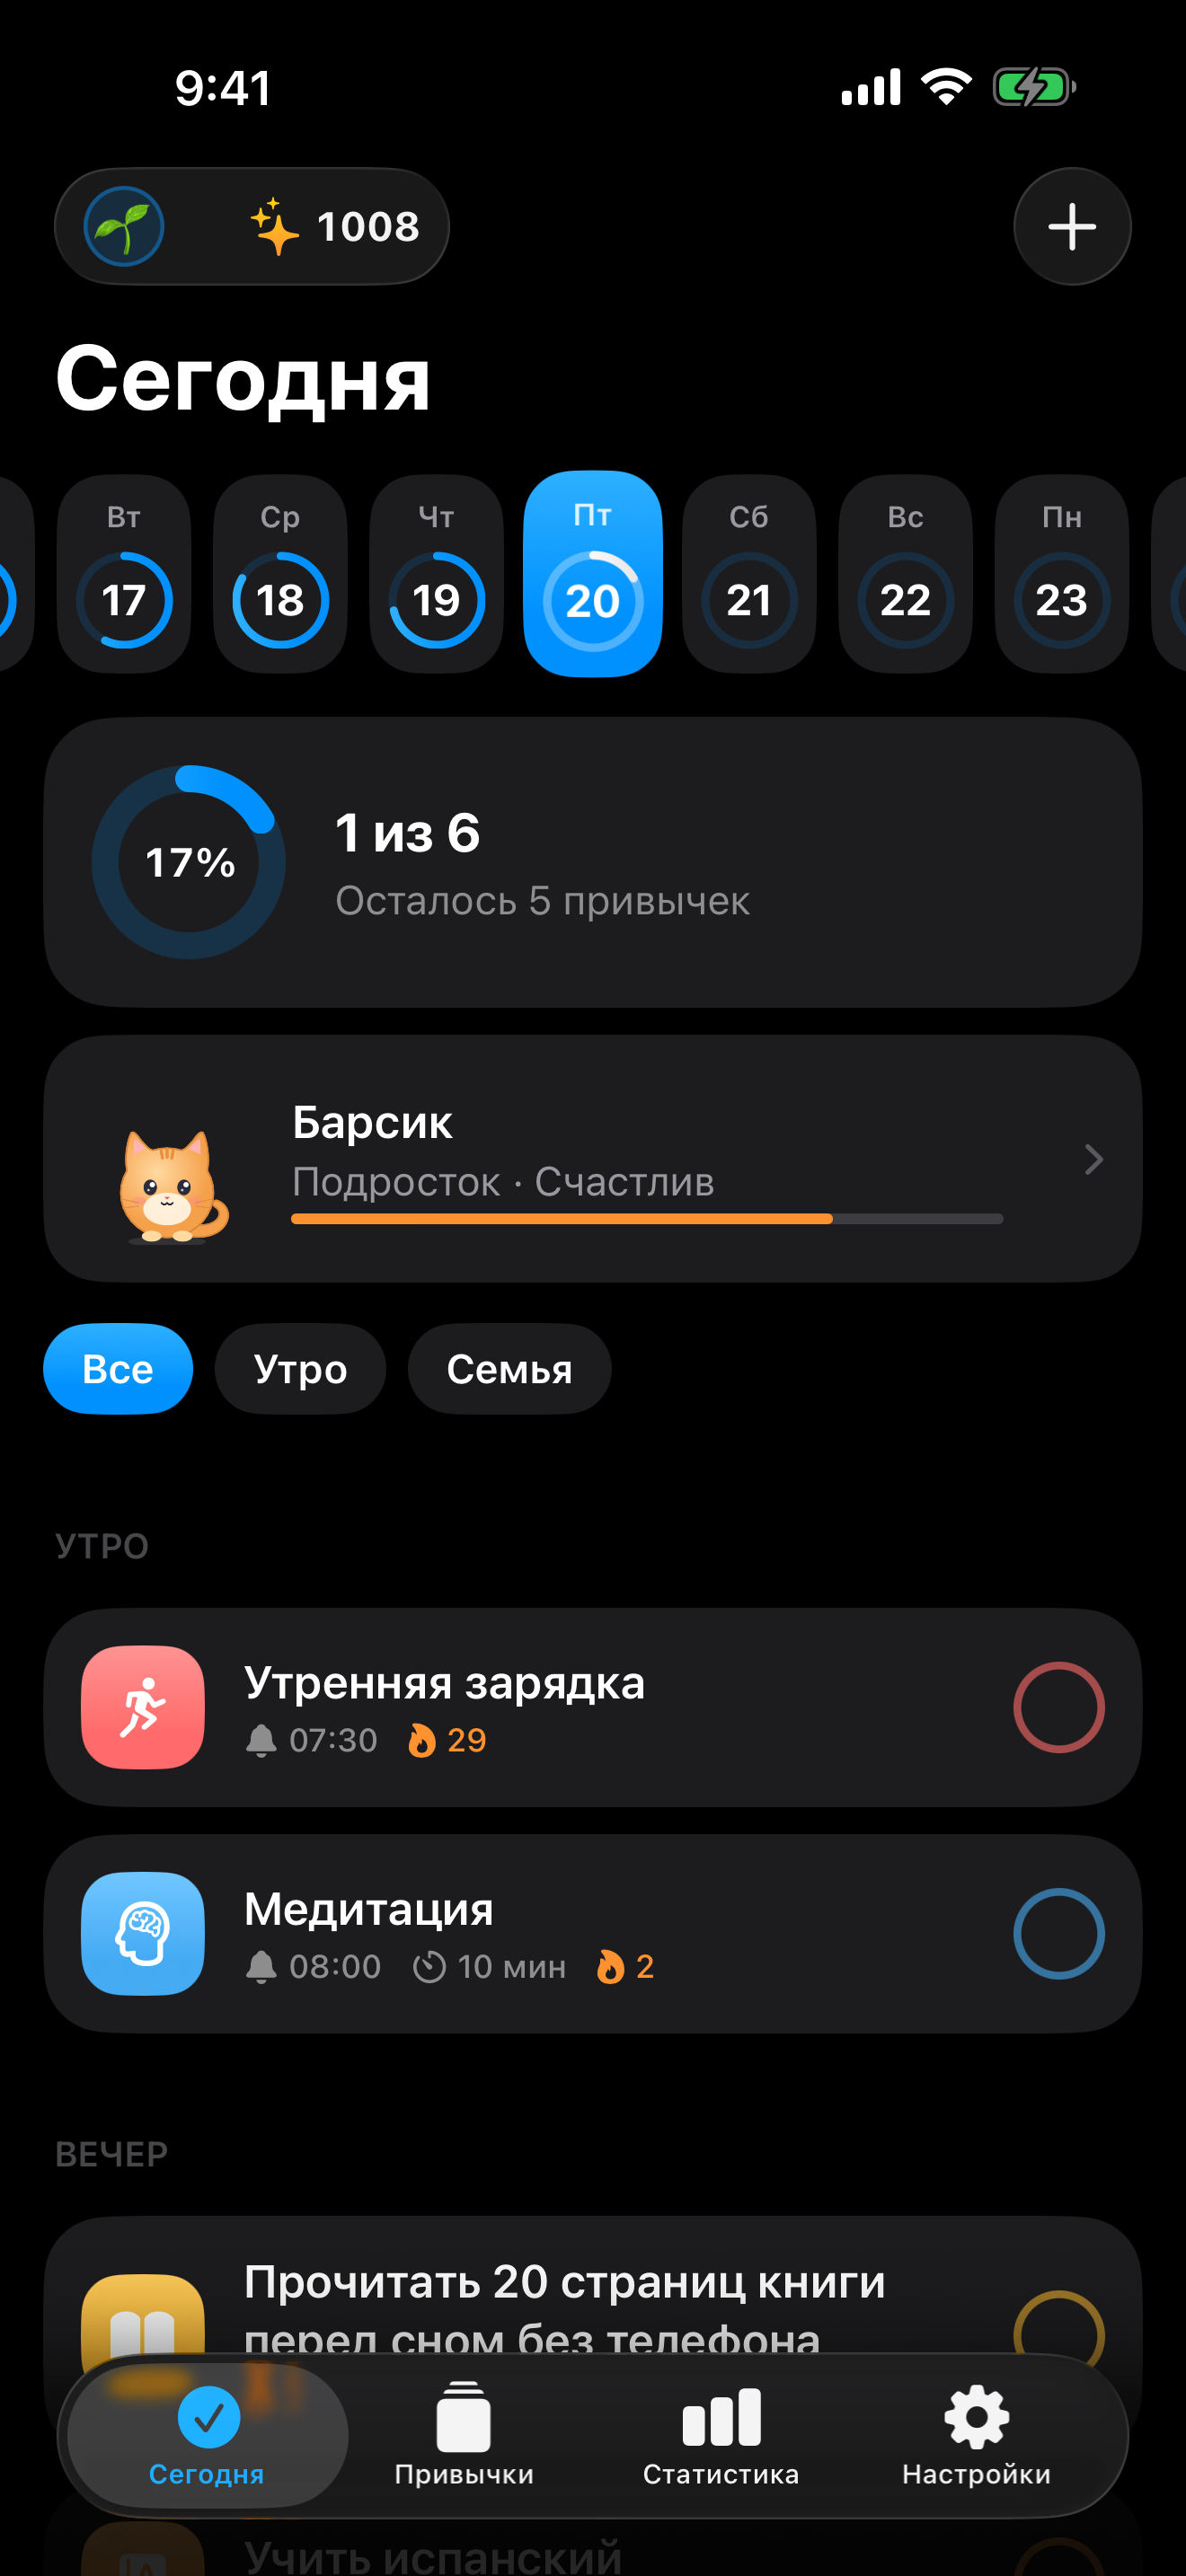 9:41
1008
Сегодня
Вт Ср Чт Пт Сб Вс Пн
17 18 19 20 21 22 23
17%
1 из 6
Осталось 5 привычек
Барсик
Подросток · Счастлив
Все Утро Семья
УТРО
Утренняя зарядка
07:30 29
Медитация
08:00 10 мин 2
ВЕЧЕР
Прочитать 20 страниц книги
перед сном без телефона
Сегодня Привычки Статистика Настройки
Учить испанский